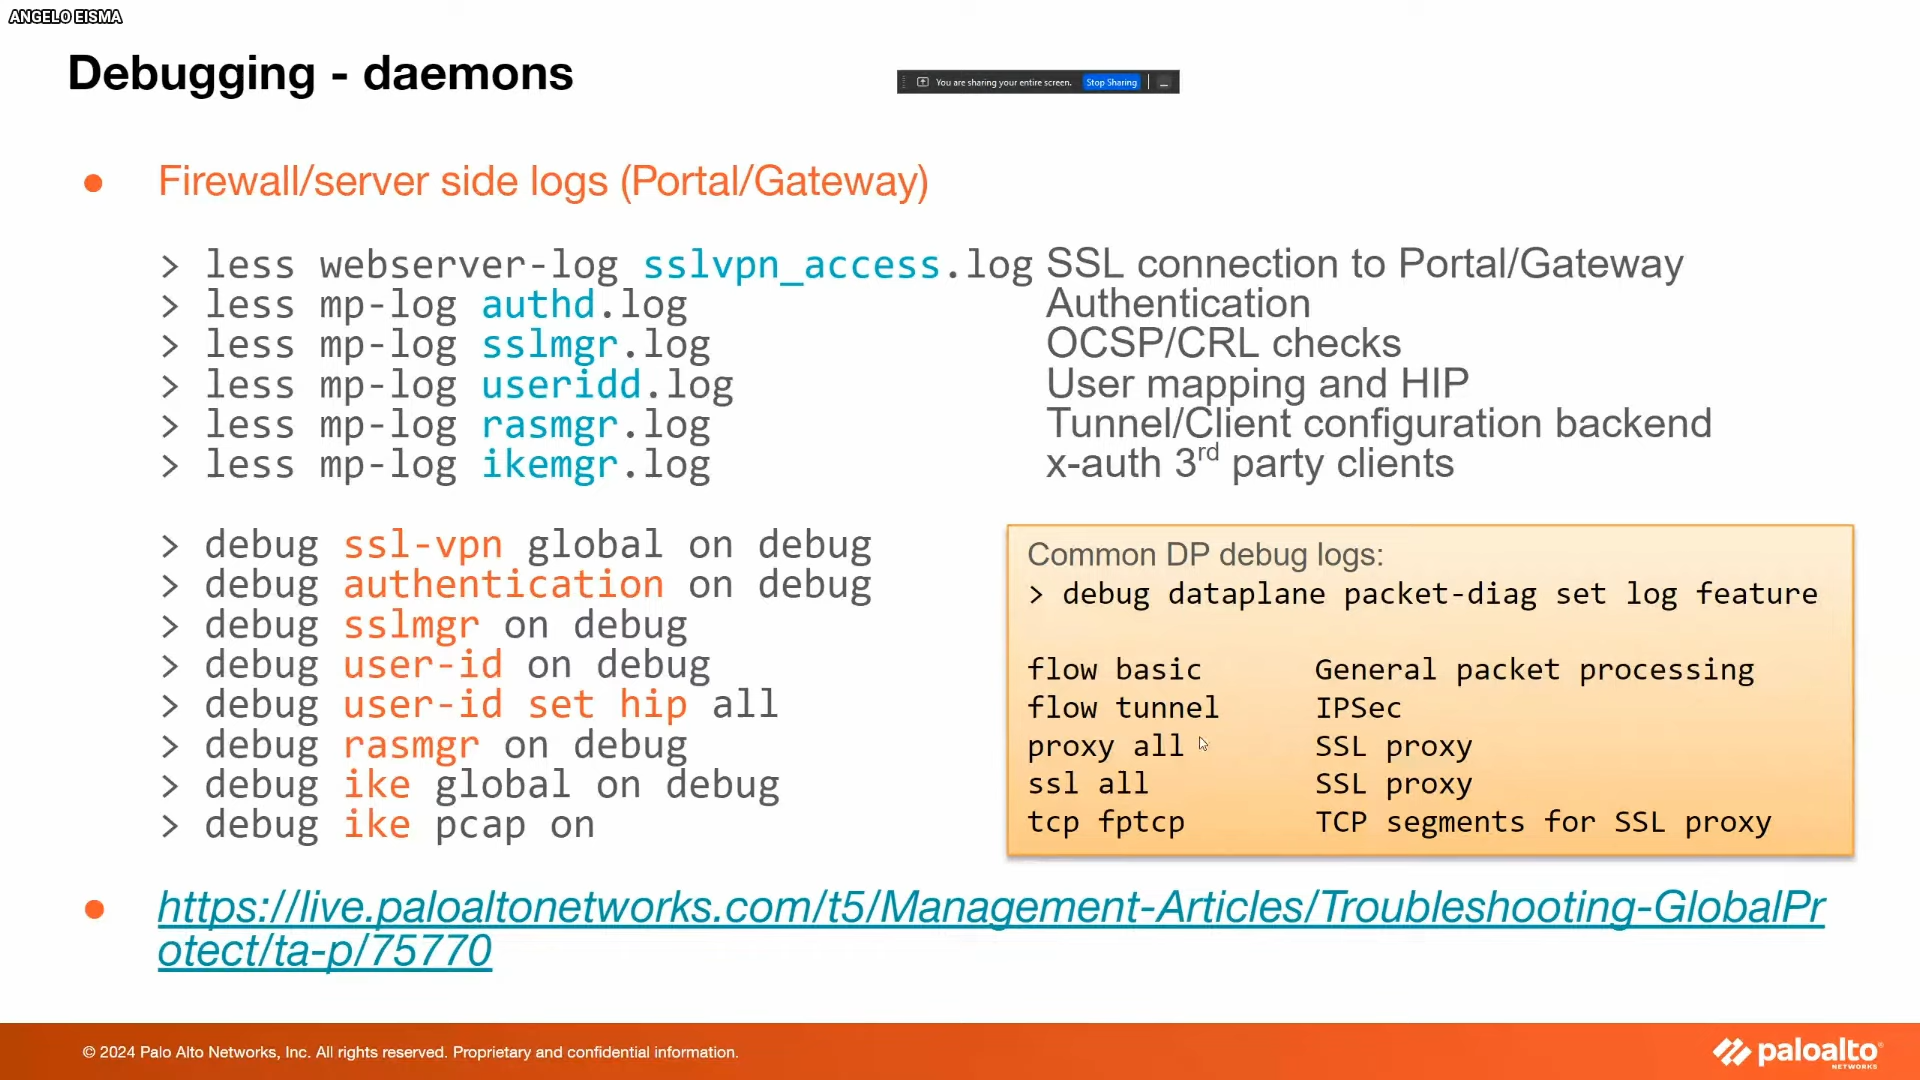 ANGELO EISMA
Debugging - daemons
You are sharing your entire screen. Stop Sharing
Firewall/server side logs (Portal/Gateway)
> less webserver-log sslvpn_access.log SSL connection to Portal/Gateway
> less mp-log authd.log Authentication
> less mp-log sslmgr.log OCSP/CRL checks
> less mp-log useridd.log User mapping and HIP
> less mp-log rasmgr.log Tunnel/Client configuration backend
> less mp-log ikemgr.log x-auth 3rd party clients
> debug ssl-vpn global on debug
> debug authentication on debug
> debug sslmgr on debug
> debug user-id on debug
> debug user-id set hip all
> debug rasmgr on debug
> debug ike global on debug
> debug ike pcap on
Common DP debug logs:
> debug dataplane packet-diag set log feature
flow basic General packet processing
flow tunnel IPSec
proxy all SSL proxy
ssl all SSL proxy
tcp fptcp TCP segments for SSL proxy
https://live.paloaltonetworks.com/t5/Management-Articles/Troubleshooting-GlobalPr
otect/ta-p/75770
© 2024 Palo Alto Networks, Inc. All rights reserved. Proprietary and confidential information.
paloalto
NETWORKS